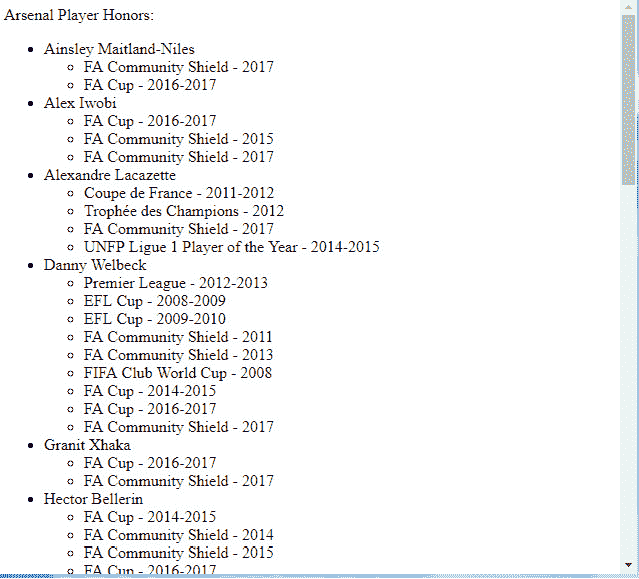 Arsenal Player Honors:
Ainsley Maitland-Niles
FA Community Shield - 2017
FA Cup - 2016-2017
Alex Iwobi
FA Cup - 2016-2017
FA Community Shield - 2015
FA Community Shield - 2017
Alexandre Lacazette
Coupe de France - 2011-2012
Trophée des Champions - 2012
FA Community Shield - 2017
UNFP Ligue 1 Player of the Year - 2014-2015
Danny Welbeck
Premier League - 2012-2013
EFL Cup - 2008-2009
EFL Cup - 2009-2010
FA Community Shield - 2011
FA Community Shield - 2013
FIFA Club World Cup - 2008
FA Cup - 2014-2015
FA Cup - 2016-2017
FA Community Shield - 2017
Granit Xhaka
FA Cup - 2016-2017
FA Community Shield - 2017
Hector Bellerin
FA Cup - 2014-2015
FA Community Shield - 2014
FA Community Shield - 2015
FA Cup - 2016-2017